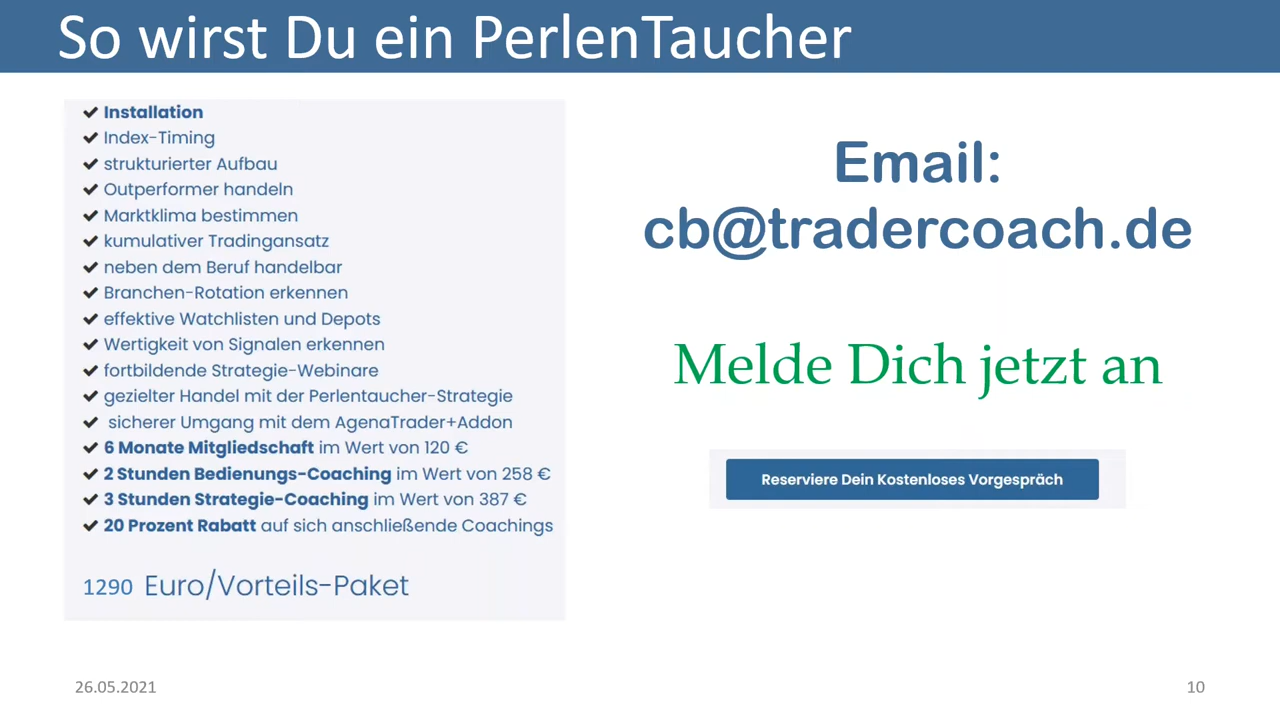 So wirst Du ein PerlenTaucher
Installation
Index-Timing
strukturierter Aufbau
Outperformer handeln
Marktklima bestimmen
kumulativer Tradingansatz
neben dem Beruf handelbar
Branchen-Rotation erkennen
effektive Watchlisten und Depots
Wertigkeit von Signalen erkennen
fortbildende Strategie-Webinare
gezielter Handel mit der Perlentaucher-Strategie
sicherer Umgang mit dem AgenaTrader+Addon
6 Monate Mitgliedschaft im Wert von 120 €
2 Stunden Bedienungs-Coaching im Wert von 258 €
3 Stunden Strategie-Coaching im Wert von 387 €
20 Prozent Rabatt auf sich anschließende Coachings
1290 Euro/Vorteils-Paket
Email:
cb@tradercoach.de
Melde Dich jetzt an
Reserviere Dein Kostenloses Vorgespräch
26.05.2021
10